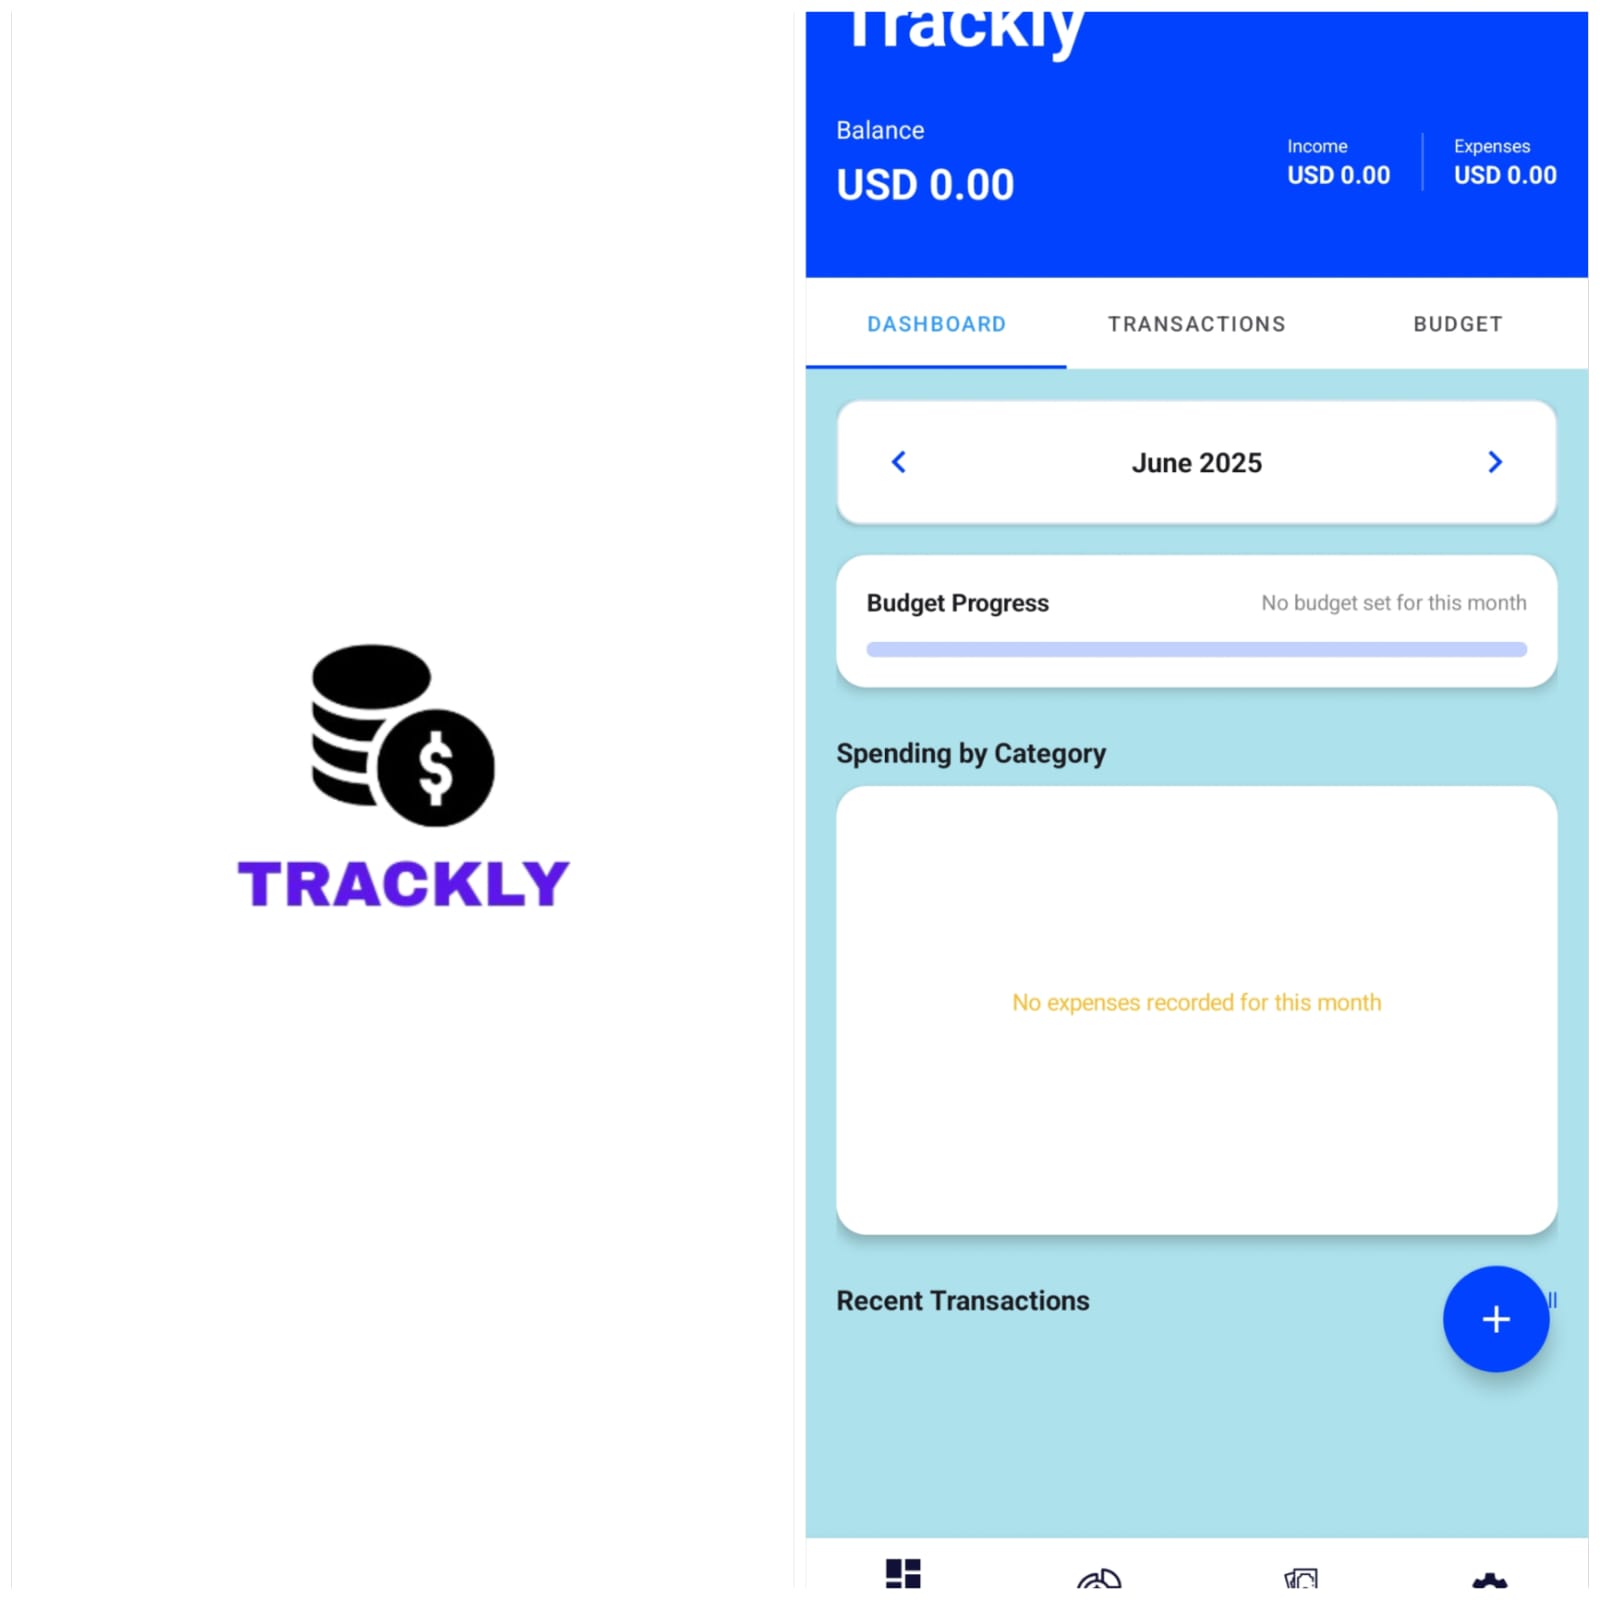 $
TRACKLY
Trackly
Balance
USD 0.00
Income
USD 0.00
Expenses
USD 0.00
DASHBOARD
TRANSACTIONS
BUDGET
June 2025
Budget Progress
No budget set for this month
Spending by Category
No expenses recorded for this month
Recent Transactions
+